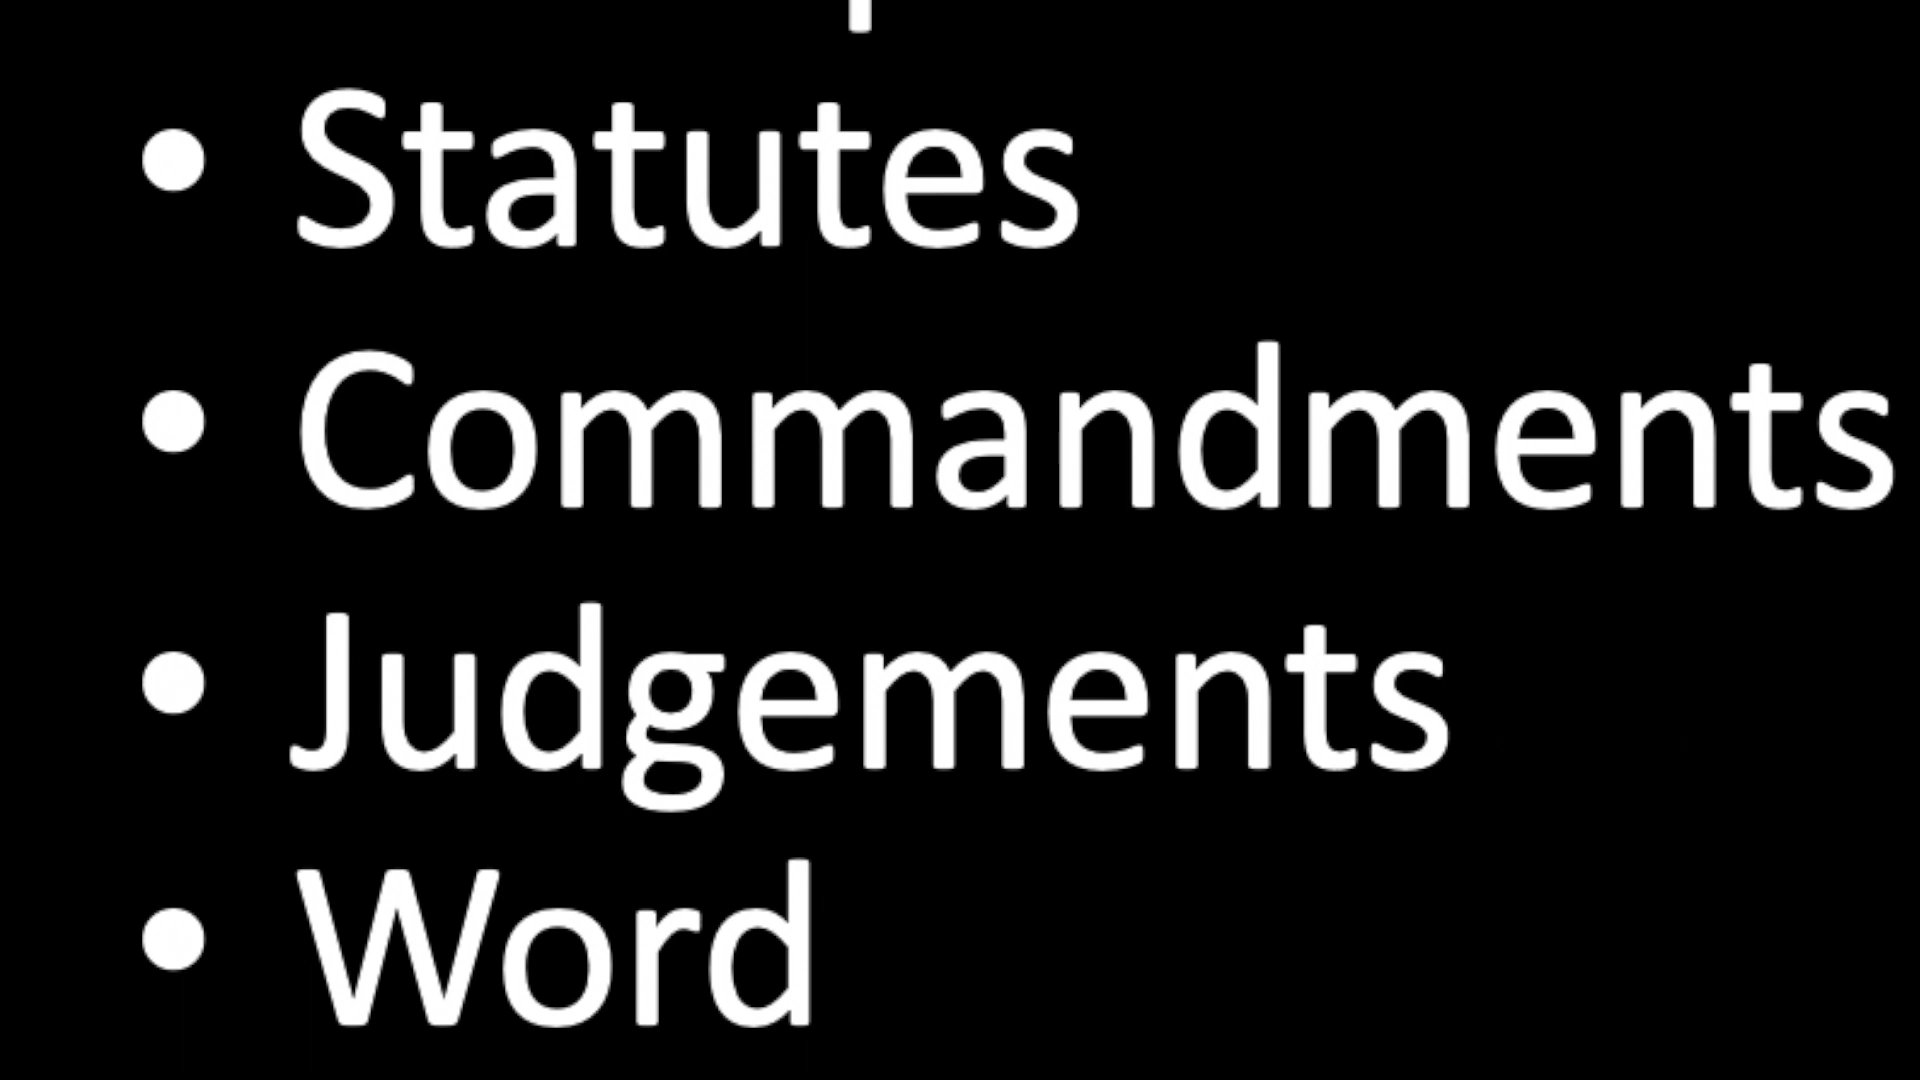 • Statutes
• Commandments
• Judgements
• Word